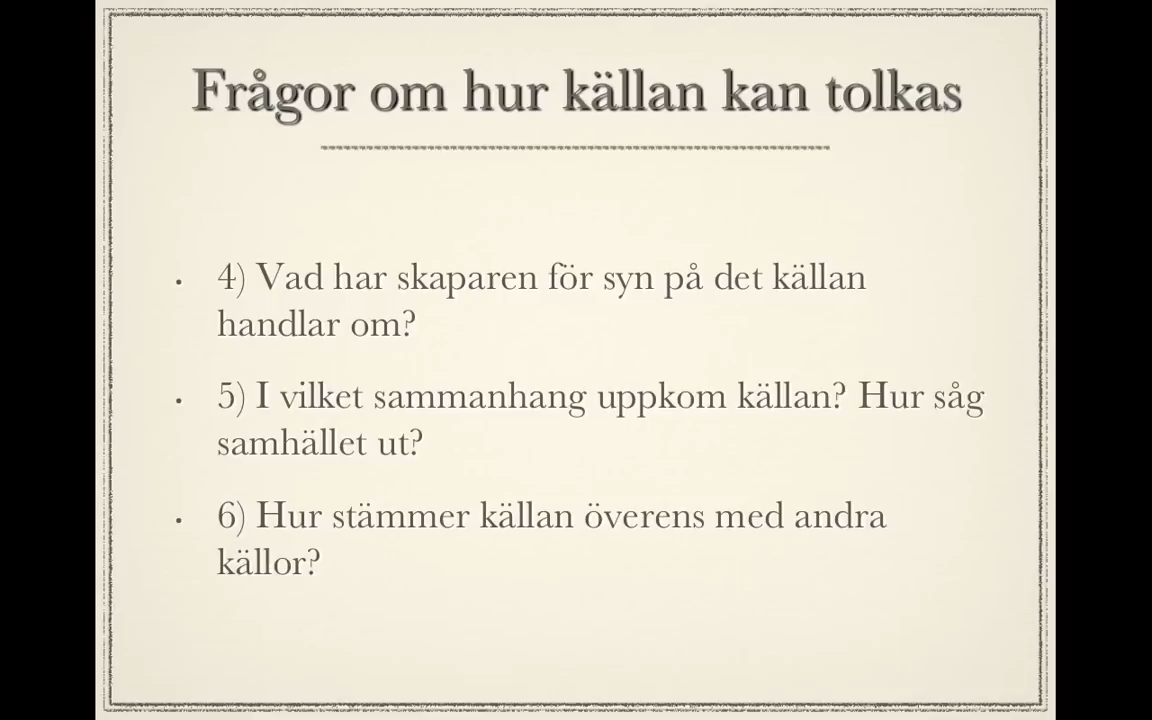 Frågor om hur källan kan tolkas
• 4) Vad har skaparen för syn på det källan
handlar om?
• 5) I vilket sammanhang uppkom källan? Hur såg
samhället ut?
• 6) Hur stämmer källan överens med andra
källor?